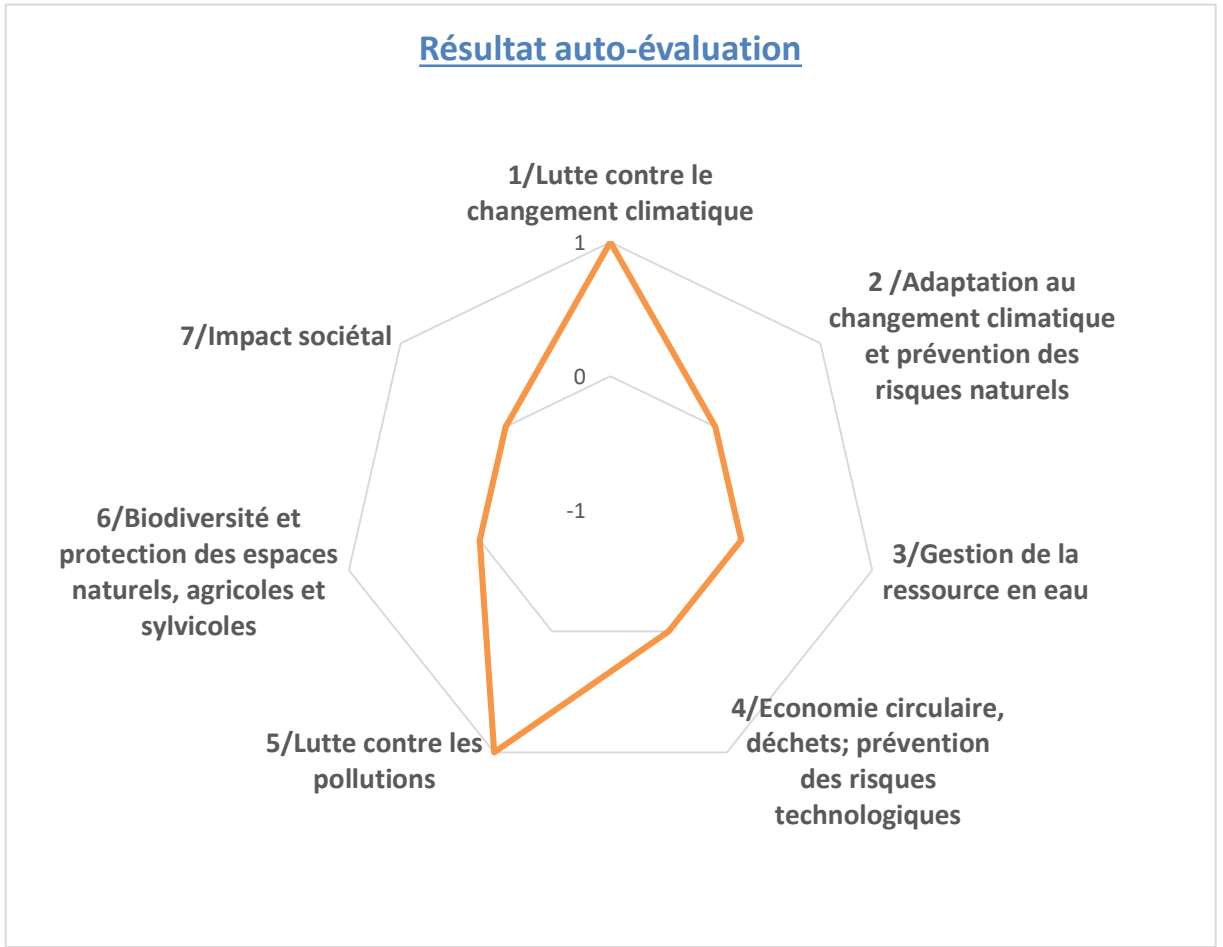 Résultat auto-évaluation
1/Lutte contre le
changement climatique
1
0
-1
2 /Adaptation au
changement climatique
et prévention des
risques naturels
3/Gestion de la
ressource en eau
4/Economie circulaire,
déchets; prévention
des risques
technologiques
5/Lutte contre les
pollutions
6/Biodiversité et
protection des espaces
naturels, agricoles et
sylvicoles
7/Impact sociétal